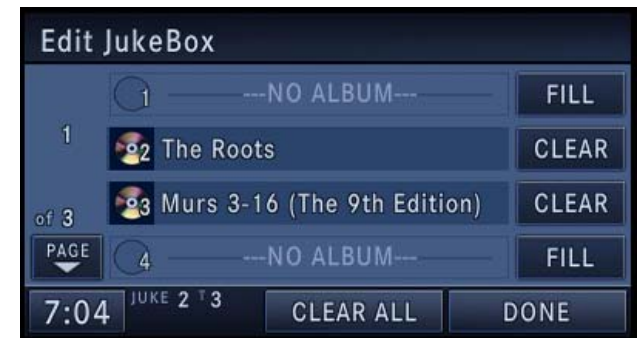 Edit JukeBox
1 ---NO ALBUM--- FILL
1
2 The Roots CLEAR
3 Murs 3-16 (The 9th Edition) CLEAR
of 3
PAGE
4 ---NO ALBUM--- FILL
7:04 JUKE 2 T 3 CLEAR ALL DONE